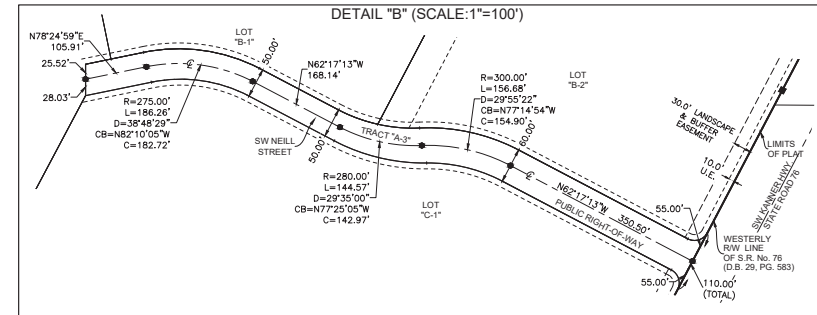 DETAIL "B" (SCALE:1"=100')
N78°24'59"E
105.91'
25.52'
28.03'
LOT
"B-1"
50.00'
R=275.00'
L=186.26'
D=38°48'29"
CB=N82°10'05"W
C=182.72'
N62°17'13"W
168.14'
SW NEILL
STREET
50.00'
TRACT "A-3"
R=280.00'
L=144.57'
D=29°35'00"
CB=N77°25'05"W
C=142.97'
R=300.00'
L=156.68'
D=29°55'22"
CB=N77°14'54"W
C=154.90'
LOT
"B-2"
60.00'
LOT
"C-1"
N62°17'13"W 350.50'
PUBLIC RIGHT-OF-WAY
30.0' LANDSCAPE
& BUFFER
EASEMENT
10.0'
U.E.
LIMITS
OF PLAT
SW KANNER HWY
STATE ROAD 76
55.00'
WESTERLY
R/W LINE
OF S.R. No. 76
(D.B. 29, PG. 583)
55.00'
110.00'
(TOTAL)